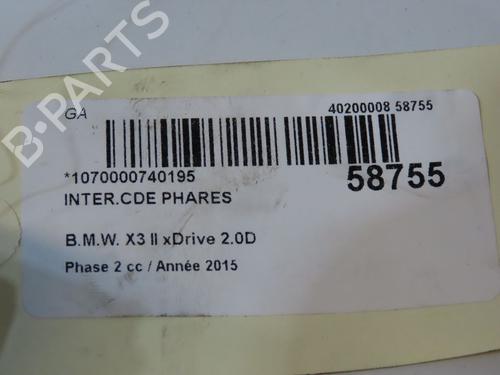 B-PARTS
GA
40200008 58755
*1070000740195
58755
INTER.CDE PHARES
B.M.W. X3 II xDrive 2.0D
Phase 2 cc / Année 2015